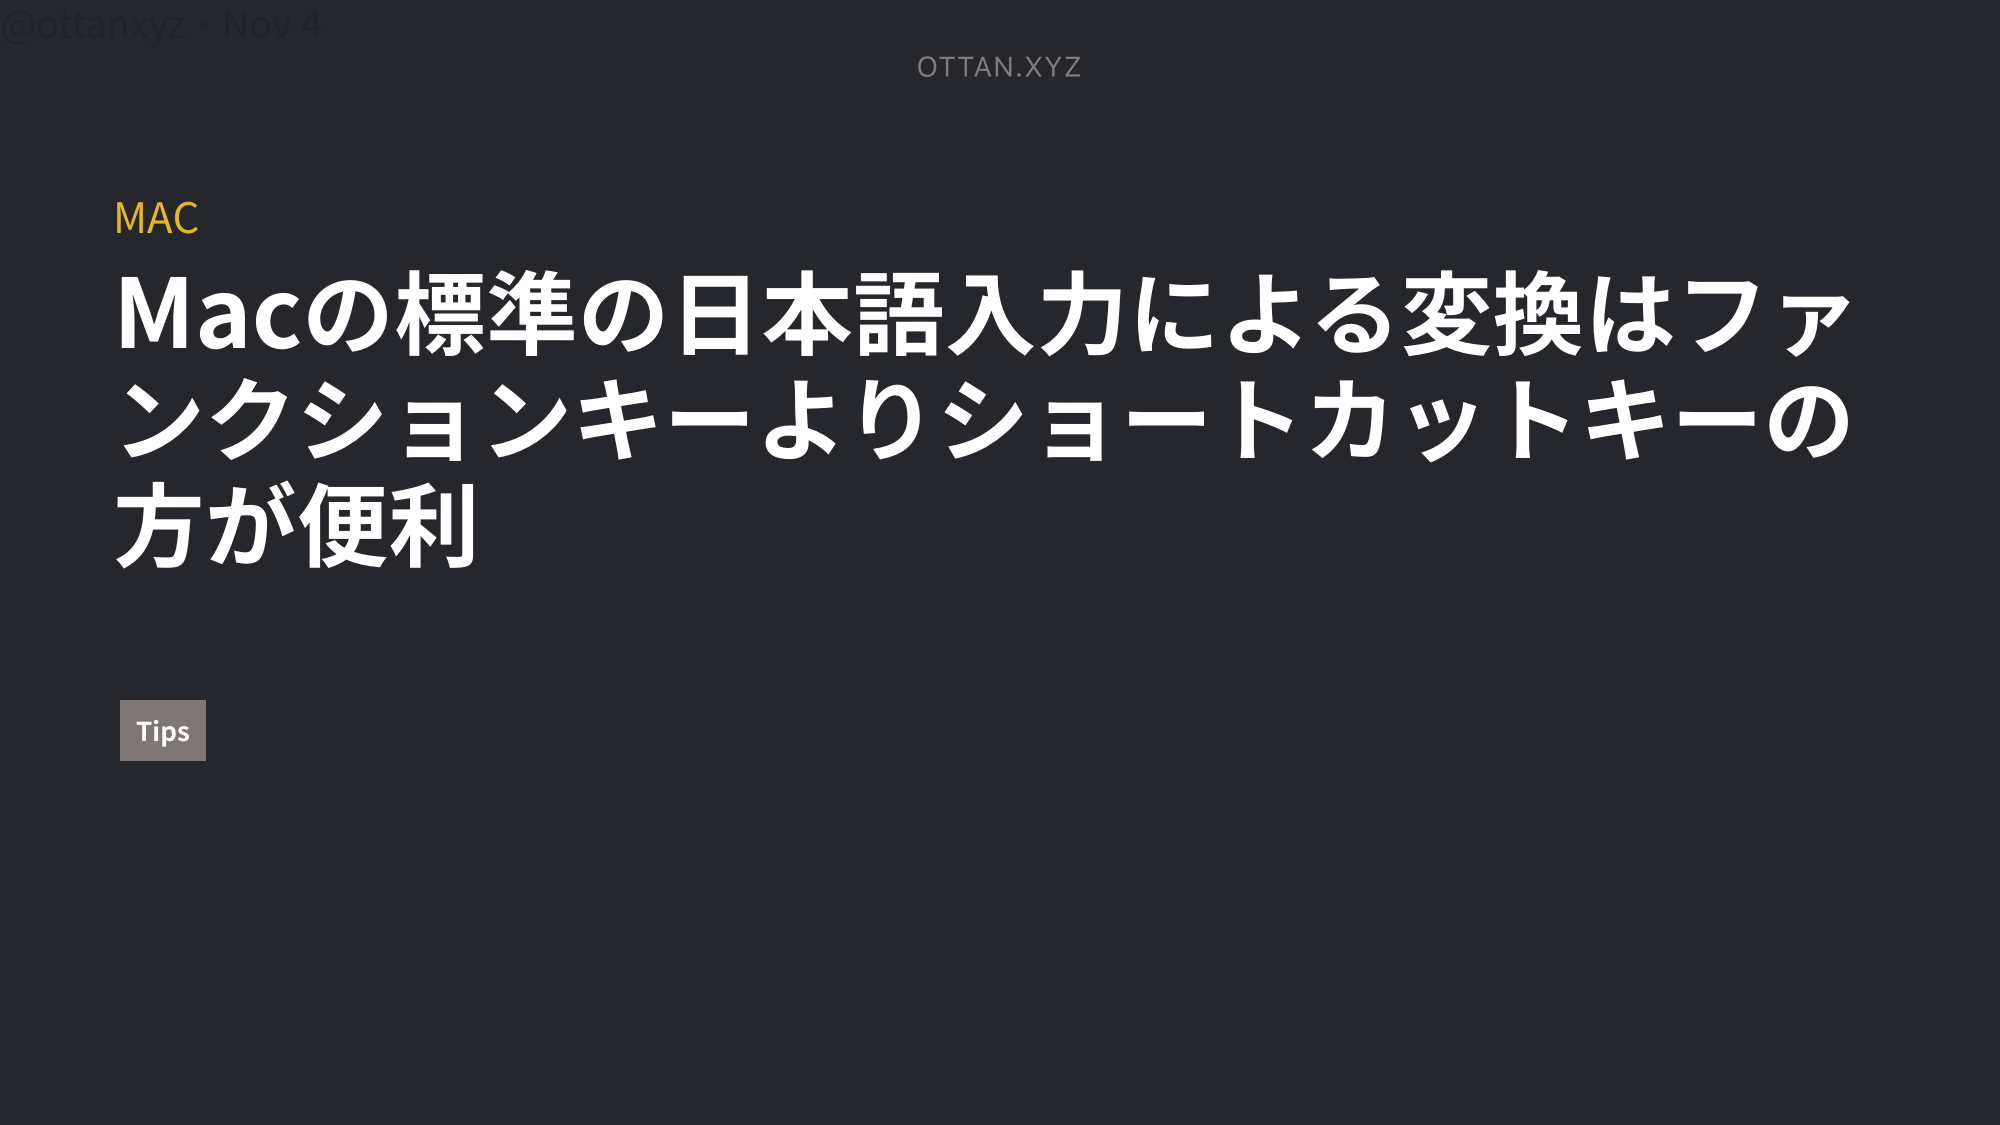 @ottanxyz・Nov 4
OTTAN.XYZ
MAC
Macの標準の日本語入力による変換はファ
ンクションキーよりショートカットキーの
方が便利
Tips